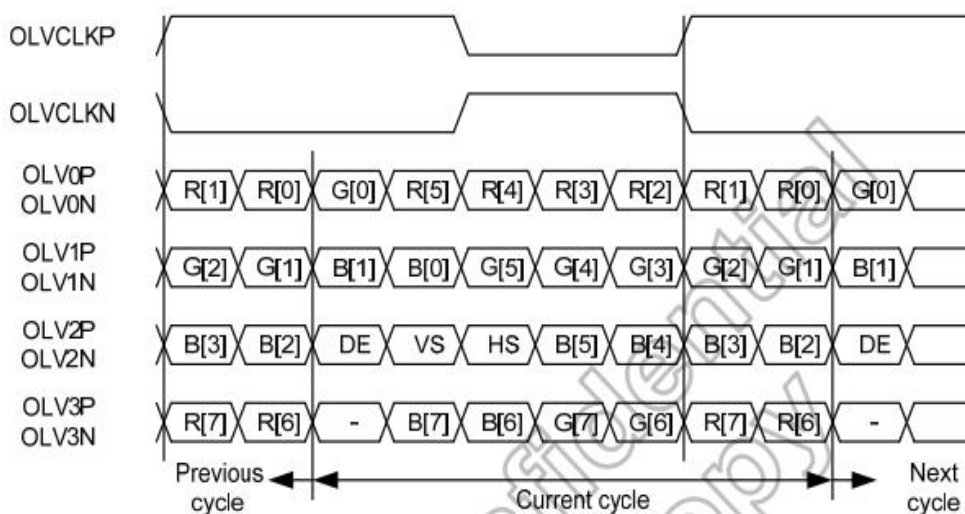 OLVCLKP
OLVCLKN
OLV0P
OLV0N
R[1] R[0] G[0] R[5] R[4] R[3] R[2] R[1] R[0] G[0]
OLV1P
OLV1N
G[2] G[1] B[1] B[0] G[5] G[4] G[3] G[2] G[1] B[1]
OLV2P
OLV2N
B[3] B[2] DE VS HS B[5] B[4] B[3] B[2] DE
OLV3P
OLV3N
R[7] R[6] - B[7] B[6] G[7] G[6] R[7] R[6] -
Previous
cycle
Current cycle
Next
cycle